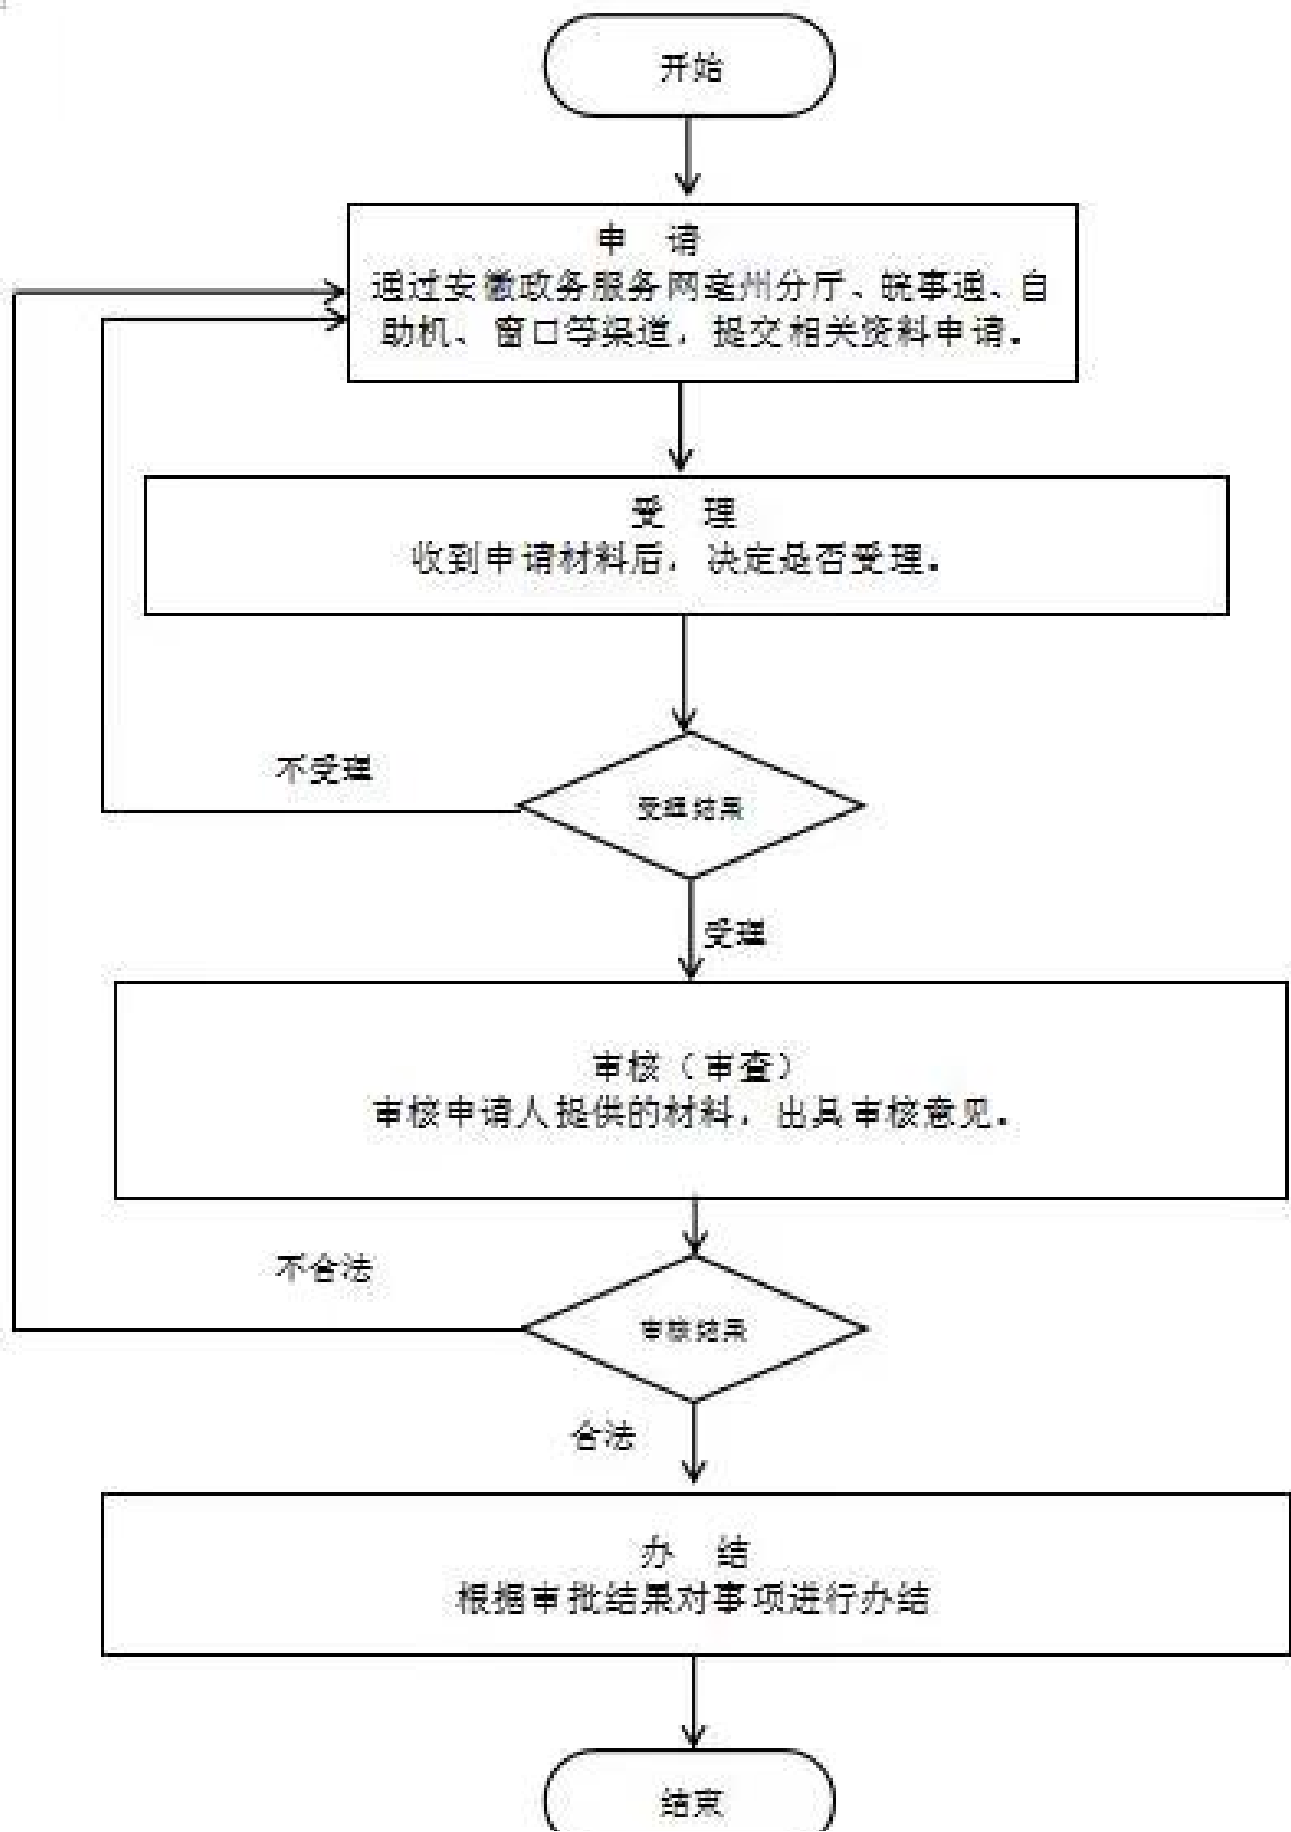 开始
申 请
通过安徽政务服务网亳州分厅、皖事通、自
助机、窗口等渠道，提交相关资料申请。
受 理
收到申请材料后，决定是否受理。
不受理
受理结果
受理
审核（审查）
审核申请人提供的材料，出具审核意见。
不合法
审核结果
合法
办 结
根据审批结果对事项进行办结
结束